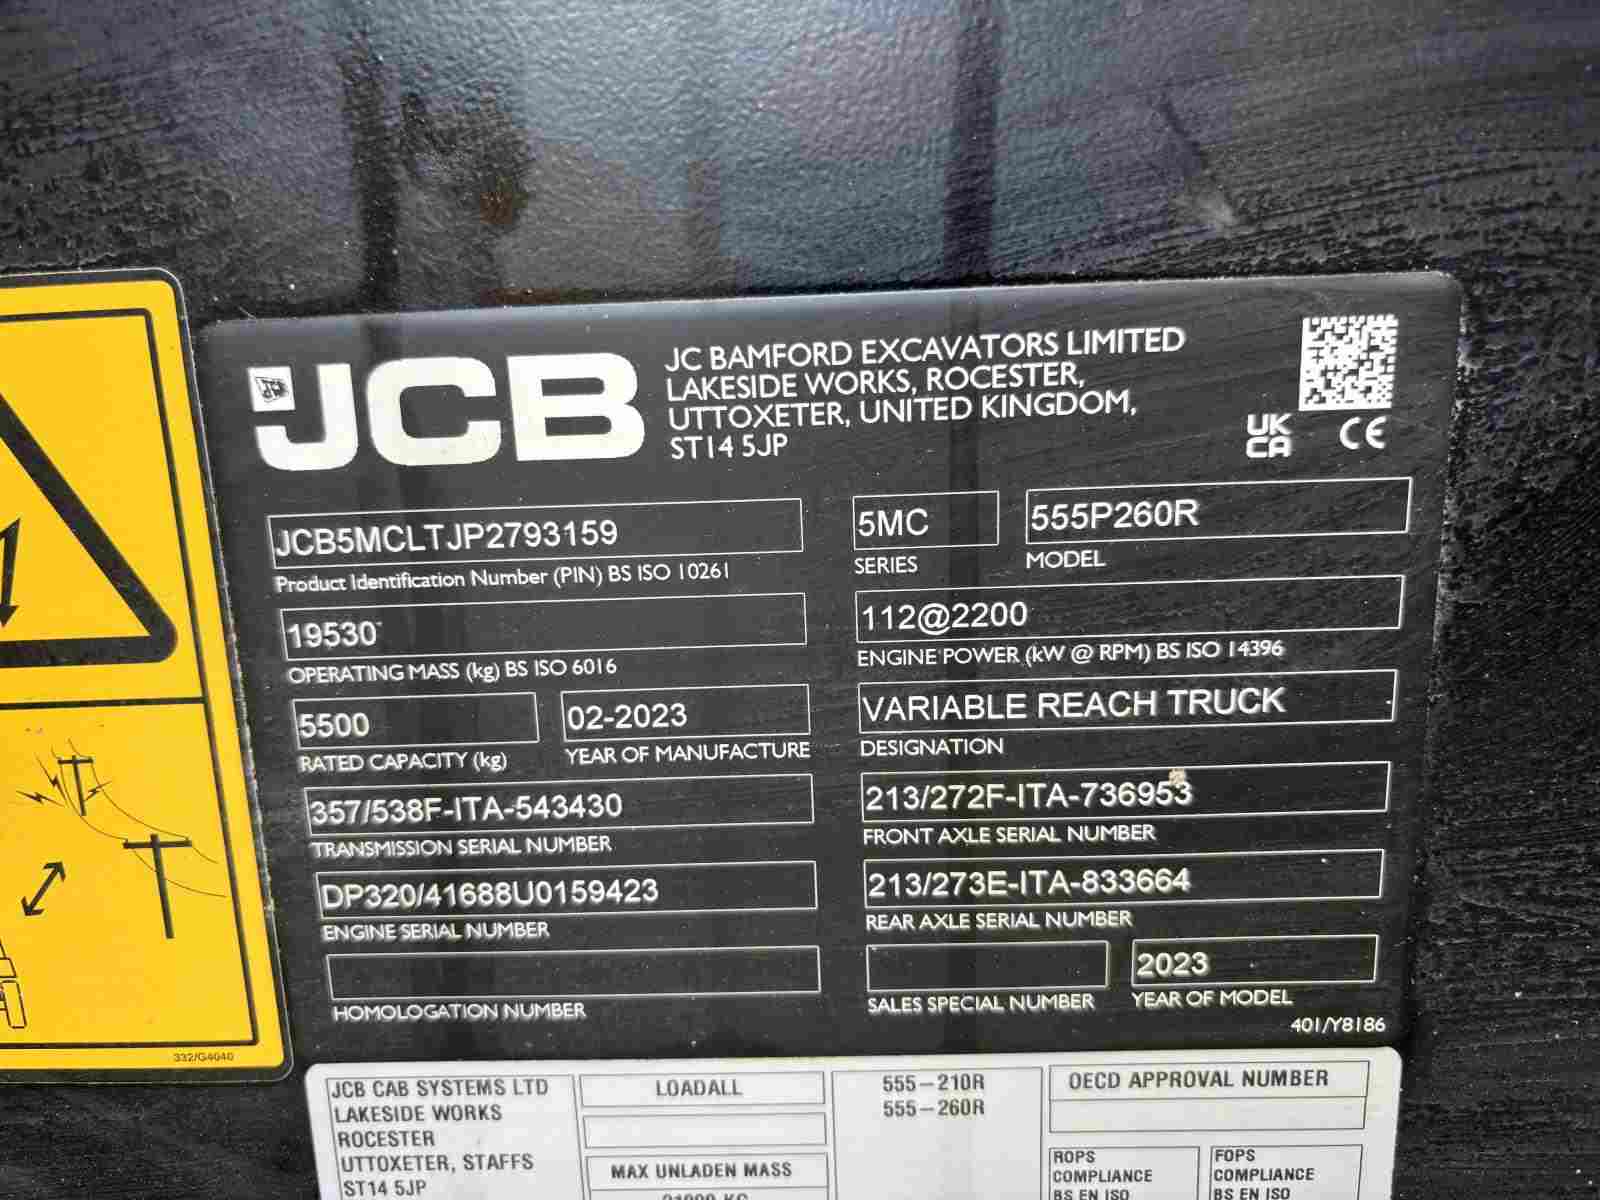 JCB
JC BAMFORD EXCAVATORS LIMITED
LAKESIDE WORKS, ROCESTER,
UTTOXETER, UNITED KINGDOM,
ST14 5JP
UK
CA
CE
JCB5MCLTJP2793159
Product Identification Number (PIN) BS ISO 10261
5MC
SERIES
555P260R
MODEL
19530
OPERATING MASS (kg) BS ISO 6016
112@2200
ENGINE POWER (kW @ RPM) BS ISO 14396
5500
RATED CAPACITY (kg)
02-2023
YEAR OF MANUFACTURE
VARIABLE REACH TRUCK
DESIGNATION
357/538F-ITA-543430
TRANSMISSION SERIAL NUMBER
213/272F-ITA-736953
FRONT AXLE SERIAL NUMBER
DP320/41688U0159423
ENGINE SERIAL NUMBER
213/273E-ITA-833664
REAR AXLE SERIAL NUMBER
HOMOLOGATION NUMBER
SALES SPECIAL NUMBER
2023
YEAR OF MODEL
401/Y8186
332/G4040
JCB CAB SYSTEMS LTD
LAKESIDE WORKS
ROCESTER
UTTOXETER, STAFFS
ST14 5JP
LOADALL
MAX UNLADEN MASS
555-210R
555-260R
OECD APPROVAL NUMBER
ROPS
COMPLIANCE
BS EN ISO
FOPS
COMPLIANCE
BS EN ISO